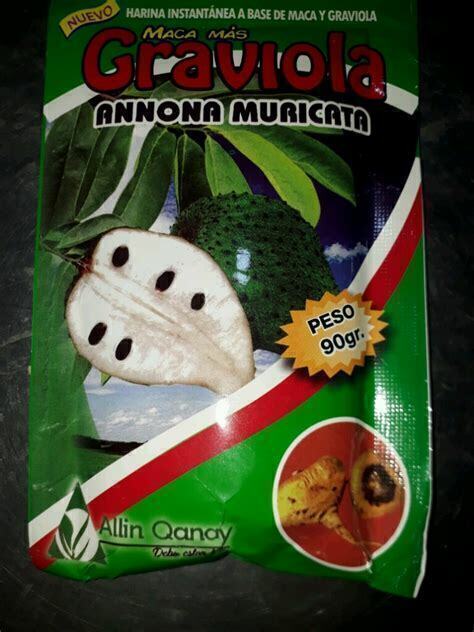 NUEVO
HARINA INSTANTÁNEA A BASE DE MACA Y GRAVIOLA
MACA MÁS
Graviola
ANNONA MURICATA
PESO
90gr.
Allin Qanay